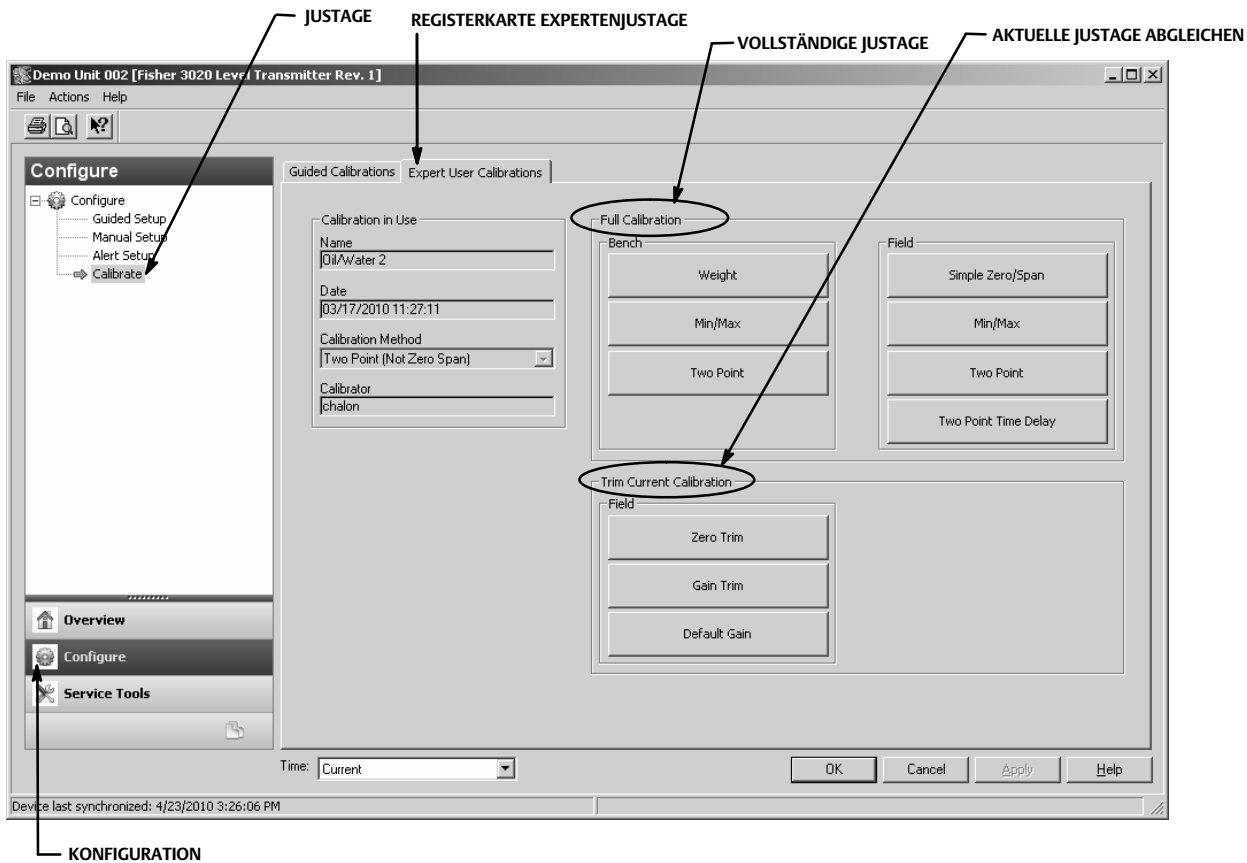 JUSTAGE
REGISTERKARTE EXPERTENJUSTAGE
VOLLSTÄNDIGE JUSTAGE
AKTUELLE JUSTAGE ABGLEICHEN
Demo Unit 002 [Fisher 3020 Level Transmitter Rev. 1]
File Actions Help
Configure
Configure
Guided Setup
Manual Setup
Alert Setup
Calibrate
Overview
Configure
Service Tools
Guided Calibrations
Expert User Calibrations
Calibration in Use
Name
Oil/Water 2
Date
03/17/2010 11:27:11
Calibration Method
Two Point (Not Zero Span)
Calibrator
chalon
Full Calibration
Bench
Weight
Min/Max
Two Point
Field
Simple Zero/Span
Min/Max
Two Point
Two Point Time Delay
Trim Current Calibration
Field
Zero Trim
Gain Trim
Default Gain
Time: Current
OK
Cancel
Apply
Help
Device last synchronized: 4/23/2010 3:26:06 PM
KONFIGURATION